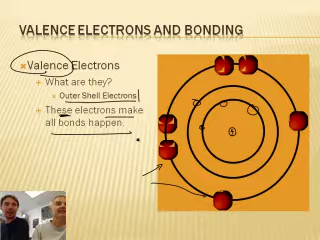 VALENCE ELECTRONS AND BONDING
Valence Electrons
What are they?
Outer Shell Electrons
These electrons make
all bonds happen.